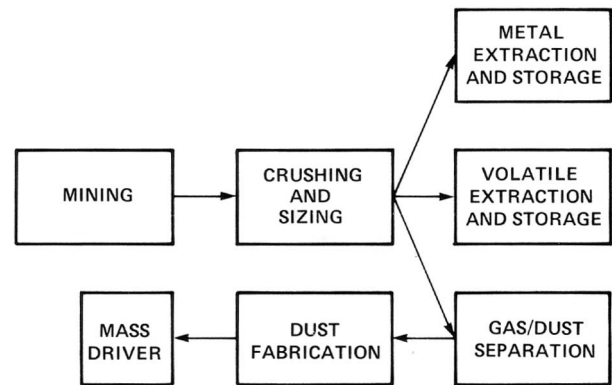 METAL
EXTRACTION
AND STORAGE
MINING
CRUSHING
AND
SIZING
VOLATILE
EXTRACTION
AND STORAGE
MASS
DRIVER
DUST
FABRICATION
GAS/DUST
SEPARATION